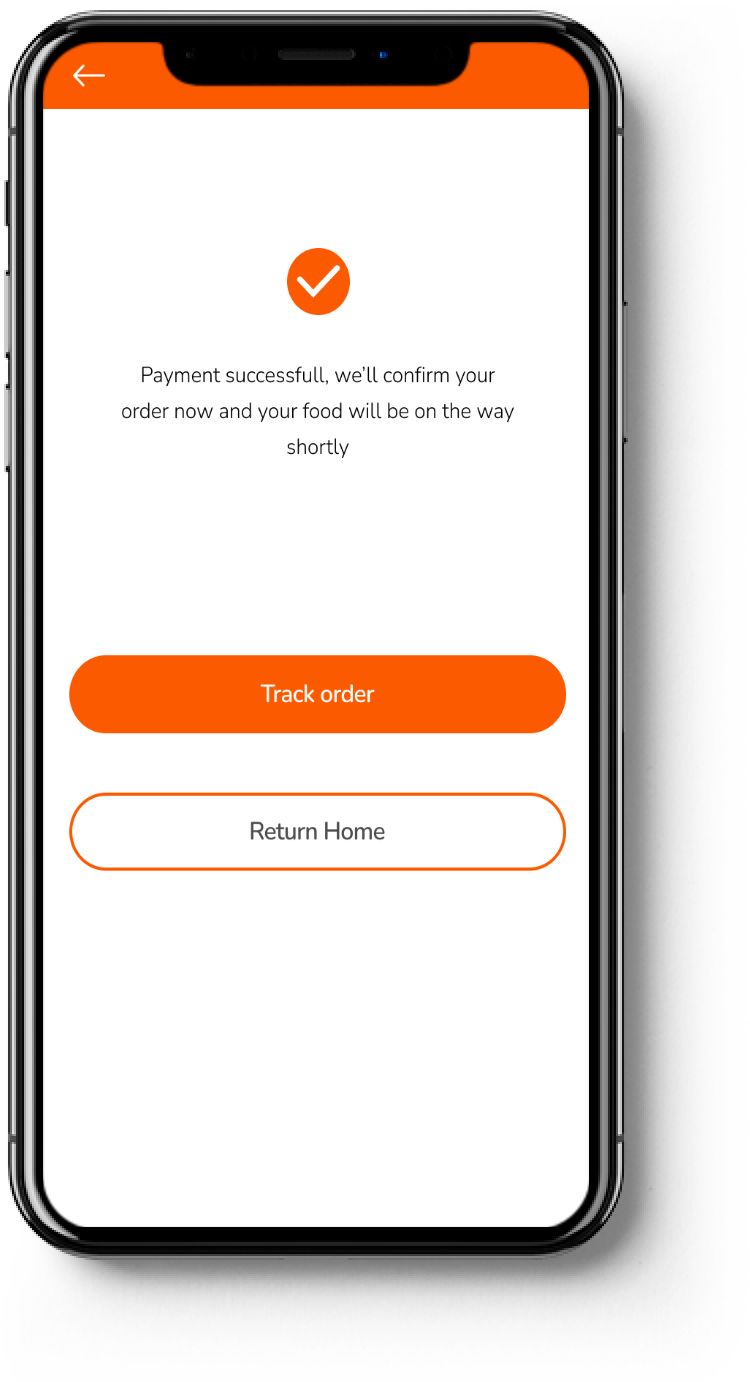 Payment successfull, we'll confirm your
order now and your food will be on the way
shortly
Track order
Return Home